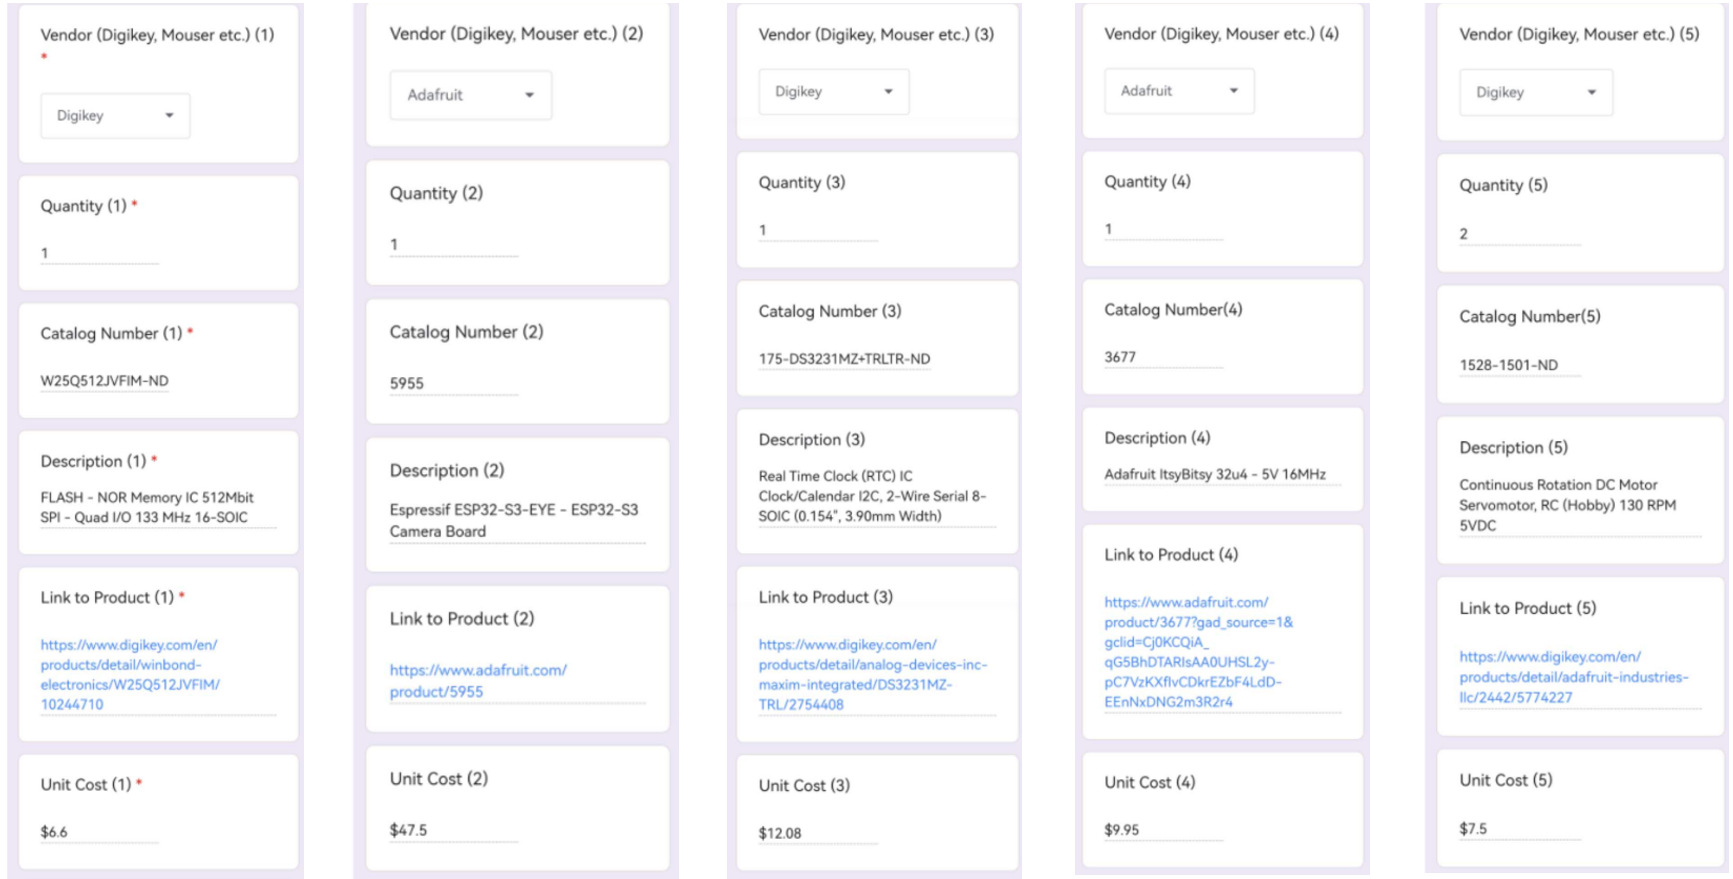 Vendor (Digikey, Mouser etc.) (1)
*
Digikey
Quantity (1) *
1
Catalog Number (1) *
W25Q512JVFIM-ND
Description (1) *
FLASH - NOR Memory IC 512Mbit
SPI - Quad I/O 133 MHz 16-SOIC
Link to Product (1) *
https://www.digikey.com/en/
products/detail/winbond-
electronics/W25Q512JVFIM/
10244710
Unit Cost (1) *
$6.6
Vendor (Digikey, Mouser etc.) (2)
Adafruit
Quantity (2)
1
Catalog Number (2)
5955
Description (2)
Espressif ESP32-S3-EYE - ESP32-S3
Camera Board
Link to Product (2)
https://www.adafruit.com/
product/5955
Unit Cost (2)
$47.5
Vendor (Digikey, Mouser etc.) (3)
Digikey
Quantity (3)
1
Catalog Number (3)
175-DS3231MZ+TRLTR-ND
Description (3)
Real Time Clock (RTC) IC
Clock/Calendar I2C, 2-Wire Serial 8-
SOIC (0.154", 3.90mm Width)
Link to Product (3)
https://www.digikey.com/en/
products/detail/analog-devices-inc-
maxim-integrated/DS3231MZ-
TRL/2754408
Unit Cost (3)
$12.08
Vendor (Digikey, Mouser etc.) (4)
Adafruit
Quantity (4)
1
Catalog Number(4)
3677
Description (4)
Adafruit ItsyBitsy 32u4 - 5V 16MHz
Link to Product (4)
https://www.adafruit.com/
product/3677?gad_source=1&
gclid=Cj0KCQiA_
qG5BhDTARIsAA0UHSL2y-
pC7VzKXflvCDkrEZbF4LdD-
EEnNxDNG2m3R2r4
Unit Cost (4)
$9.95
Vendor (Digikey, Mouser etc.) (5)
Digikey
Quantity (5)
2
Catalog Number(5)
1528-1501-ND
Description (5)
Continuous Rotation DC Motor
Servomotor, RC (Hobby) 130 RPM
5VDC
Link to Product (5)
https://www.digikey.com/en/
products/detail/adafruit-industries-
llc/2442/5774227
Unit Cost (5)
$7.5